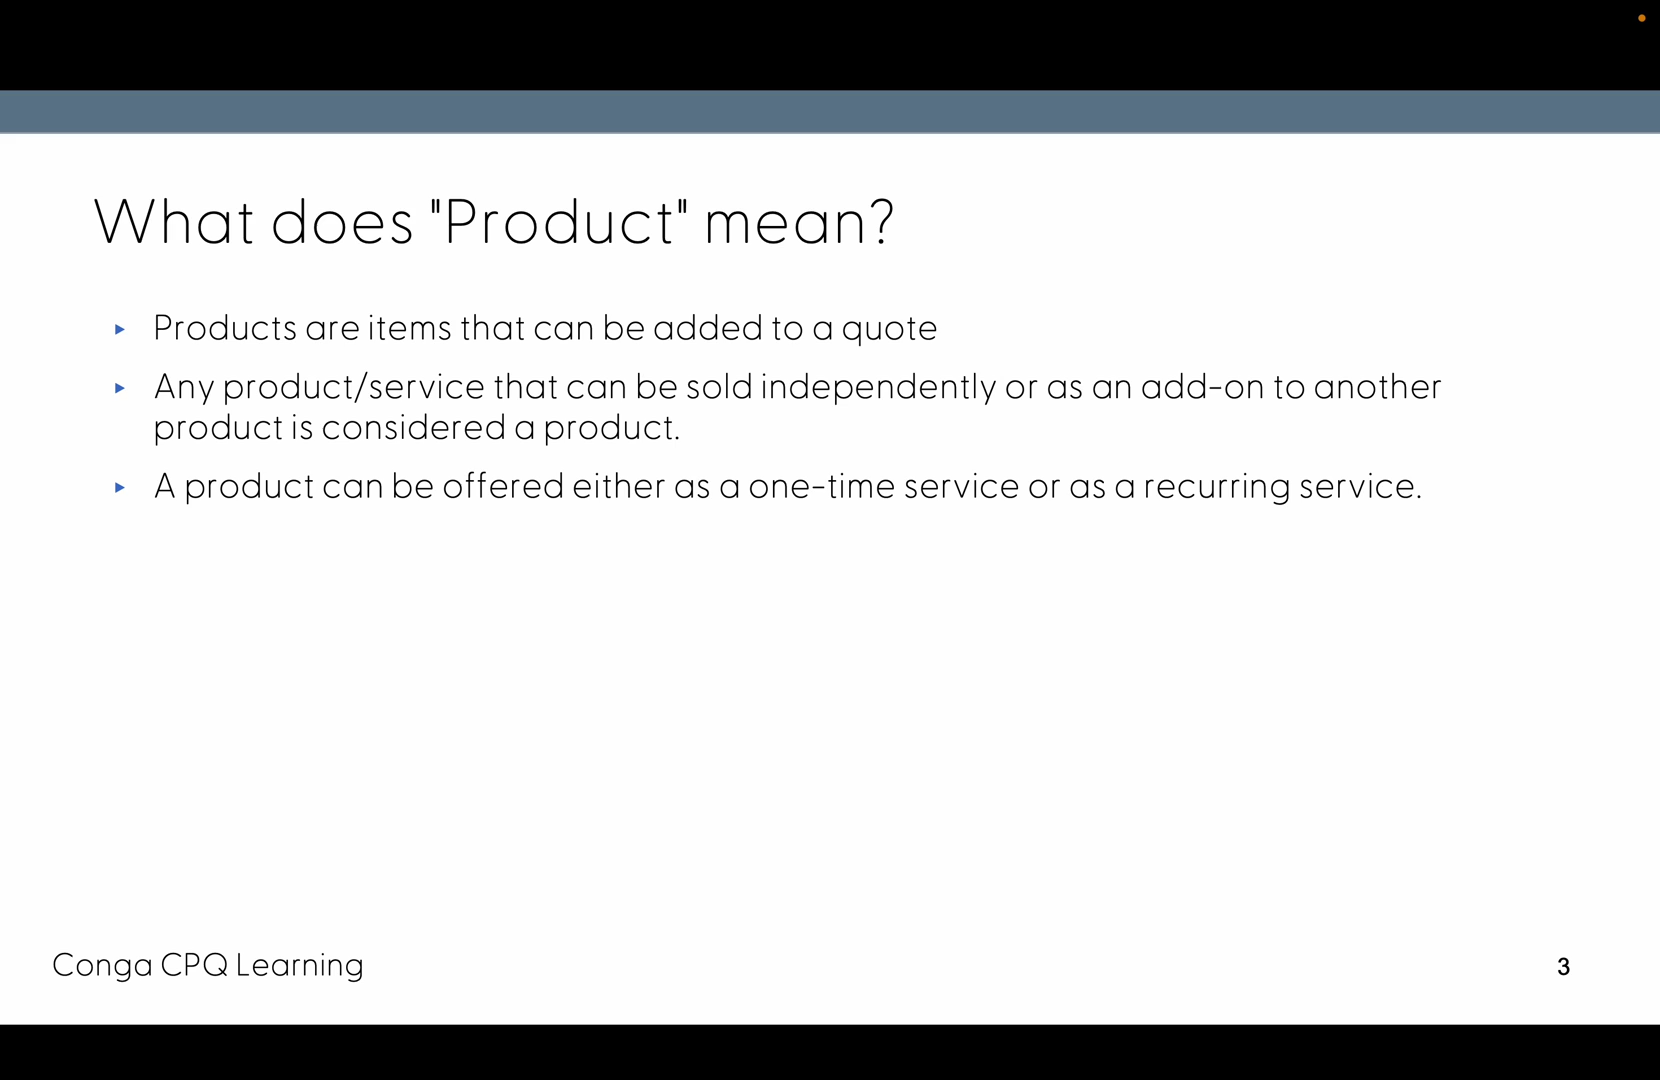 What does "Product" mean?
Products are items that can be added to a quote
Any product/service that can be sold independently or as an add-on to another
product is considered a product.
A product can be offered either as a one-time service or as a recurring service.
Conga CPQ Learning
3